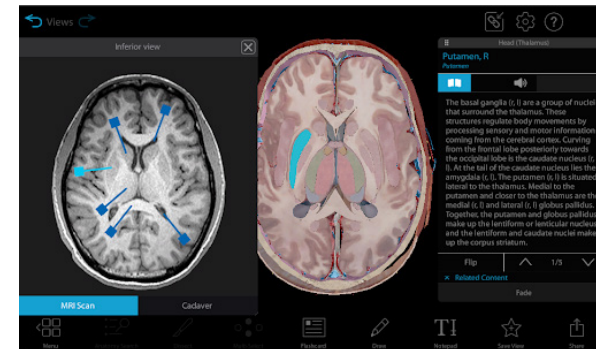 Views
Inferior view
MRI Scan
Cadaver
Head (Thalamus)
Putamen, R
Putamen
The basal ganglia (r, l) are a group of nuclei
that surround the thalamus. These
structures regulate body movements by
processing sensory and motor information
coming from the cerebral cortex. Curving
from the frontal lobe posteriorly towards
the occipital lobe is the caudate nucleus (r,
l). At the tail of the caudate nucleus lies the
amygdala (r, l). The putamen (r, l) is situated
lateral to the thalamus. Medial to the
putamen and closer to the thalamus are the
medial (r, l) and lateral (r, l) globus pallidus.
Together, the putamen and globus pallidus
make up the lentiform or lenticular nucleus
and the lentiform and caudate nuclei make
up the corpus striatum.
Flip
1/5
× Related Content
Fade
Menu
Flashcard
Draw
Notepad
Save View
Share